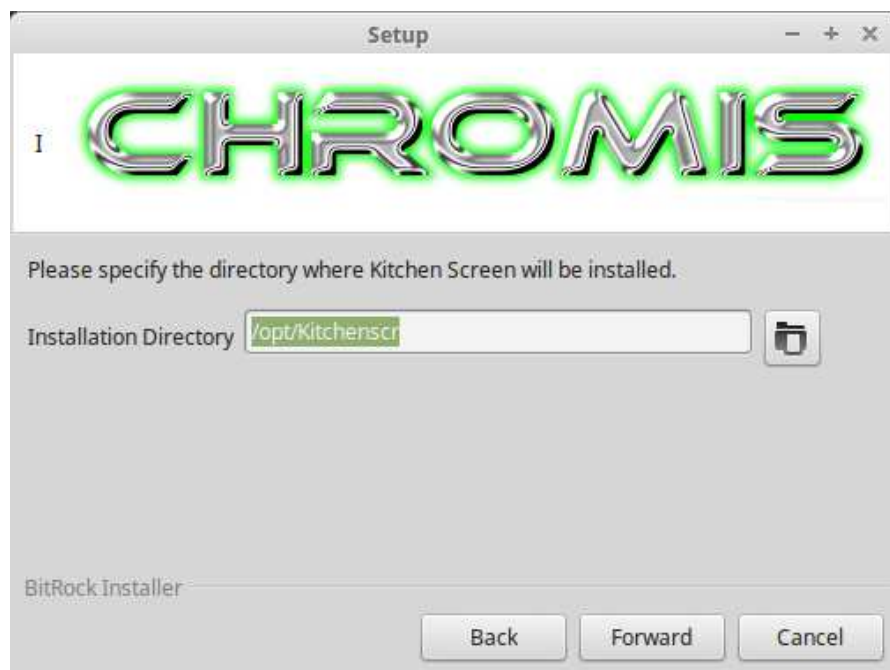 Setup
I CHROMIS
Please specify the directory where Kitchen Screen will be installed.
Installation Directory /opt/Kitchenscr
BitRock Installer
Back Forward Cancel